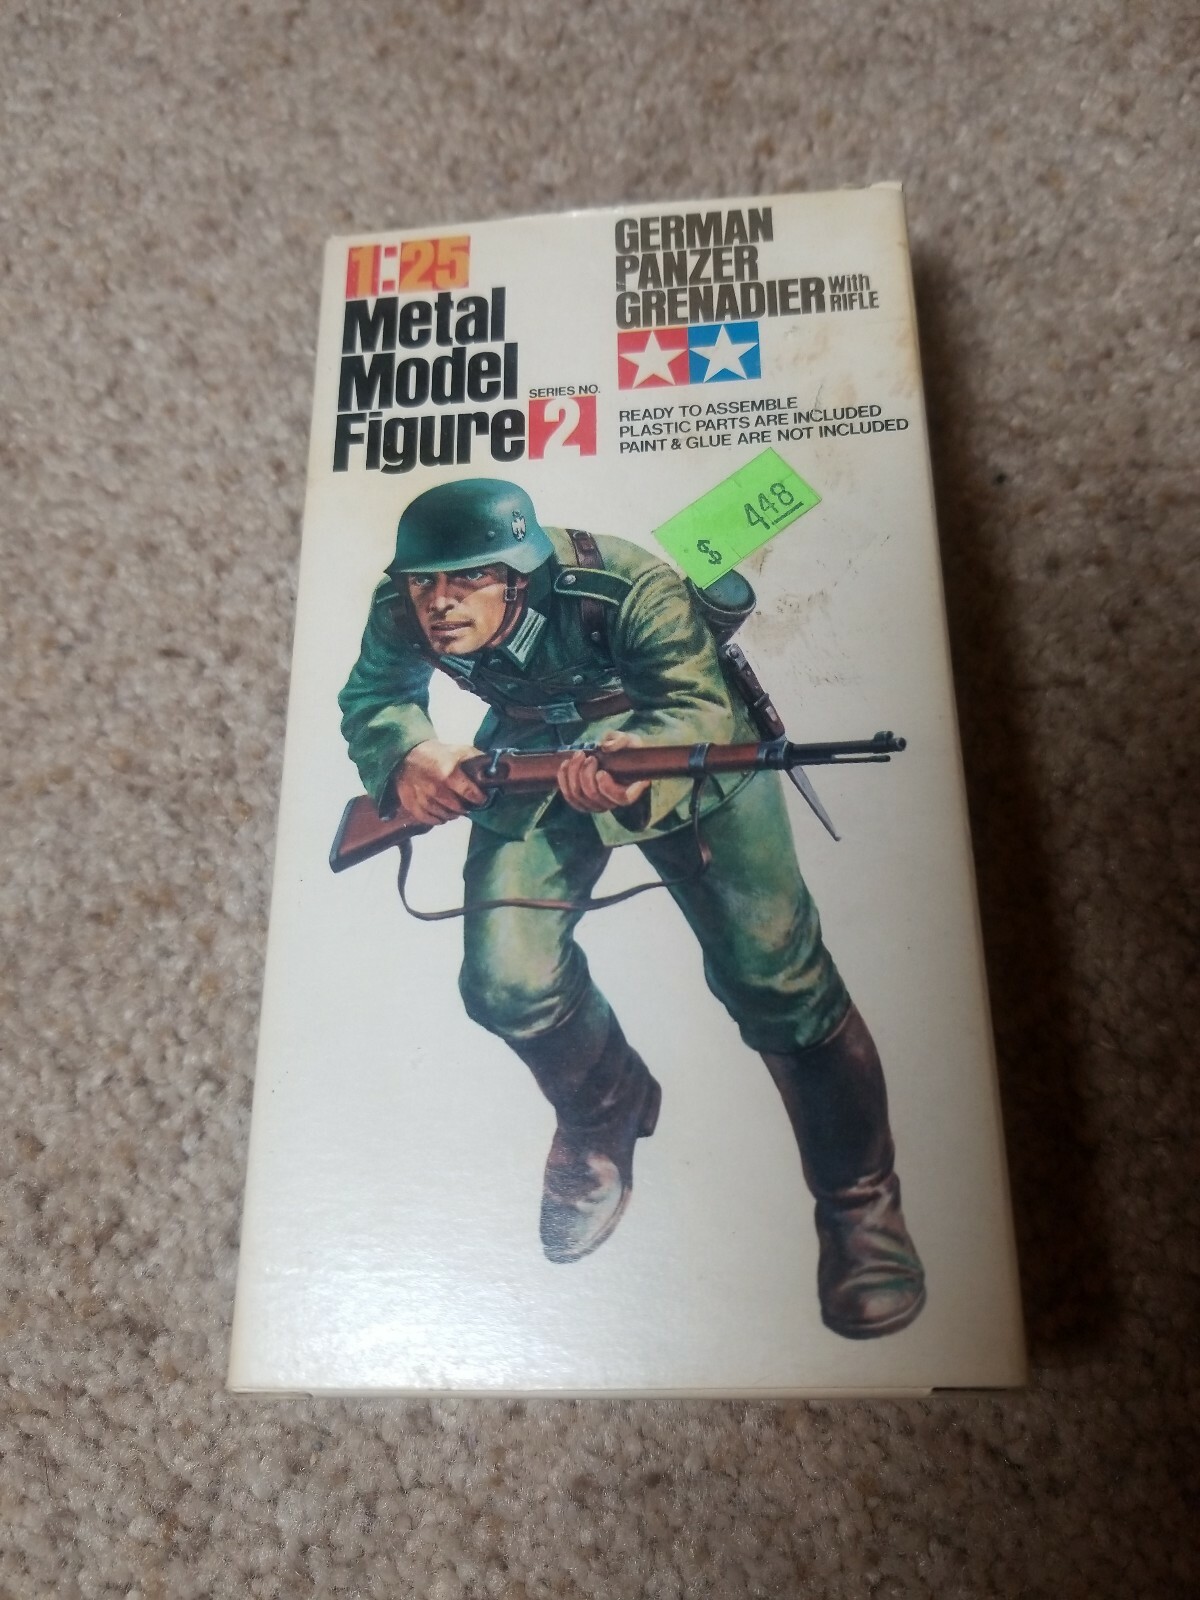 1:25
Metal
Model
Figure
SERIES NO.
2
GERMAN
PANZER
GRENADIER With
RIFLE
READY TO ASSEMBLE
PLASTIC PARTS ARE INCLUDED
PAINT & GLUE ARE NOT INCLUDED
$ 448